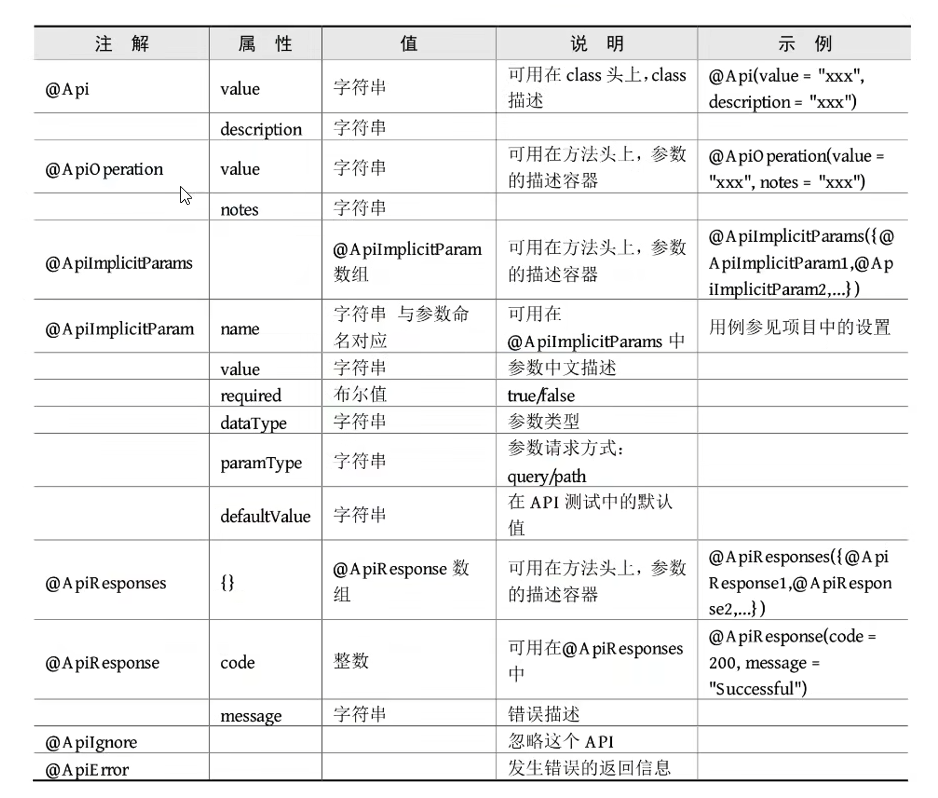 注 解 属 性 值 说 明 示 例
@Api value 字符串 可用在 class 头上，class 描述 @Api(value = "xxx", description = "xxx")
description 字符串
@ApiOperation value 字符串 可用在方法头上，参数的描述容器 @ApiOperation(value = "xxx", notes = "xxx")
notes 字符串
@ApiImplicitParams @ApiImplicitParam 数组 可用在方法头上，参数的描述容器 @ApiImplicitParams({@ApiImplicitParam1,@ApiImplicitParam2,...})
@ApiImplicitParam name 字符串 与参数命名对应 可用在@ApiImplicitParams 中 用例参见项目中的设置
value 字符串 参数中文描述
required 布尔值 true/false
dataType 字符串 参数类型
paramType 字符串 参数请求方式：query/path
defaultValue 字符串 在 API 测试中的默认值
@ApiResponses {} @ApiResponse 数组 可用在方法头上，参数的描述容器 @ApiResponses({@ApiResponse1,@ApiResponse2,...})
@ApiResponse code 整数 可用在@ApiResponses 中 @ApiResponse(code = 200, message = "Successful")
message 字符串 错误描述
@ApiIgnore 忽略这个 API
@ApiError 发生错误的返回信息